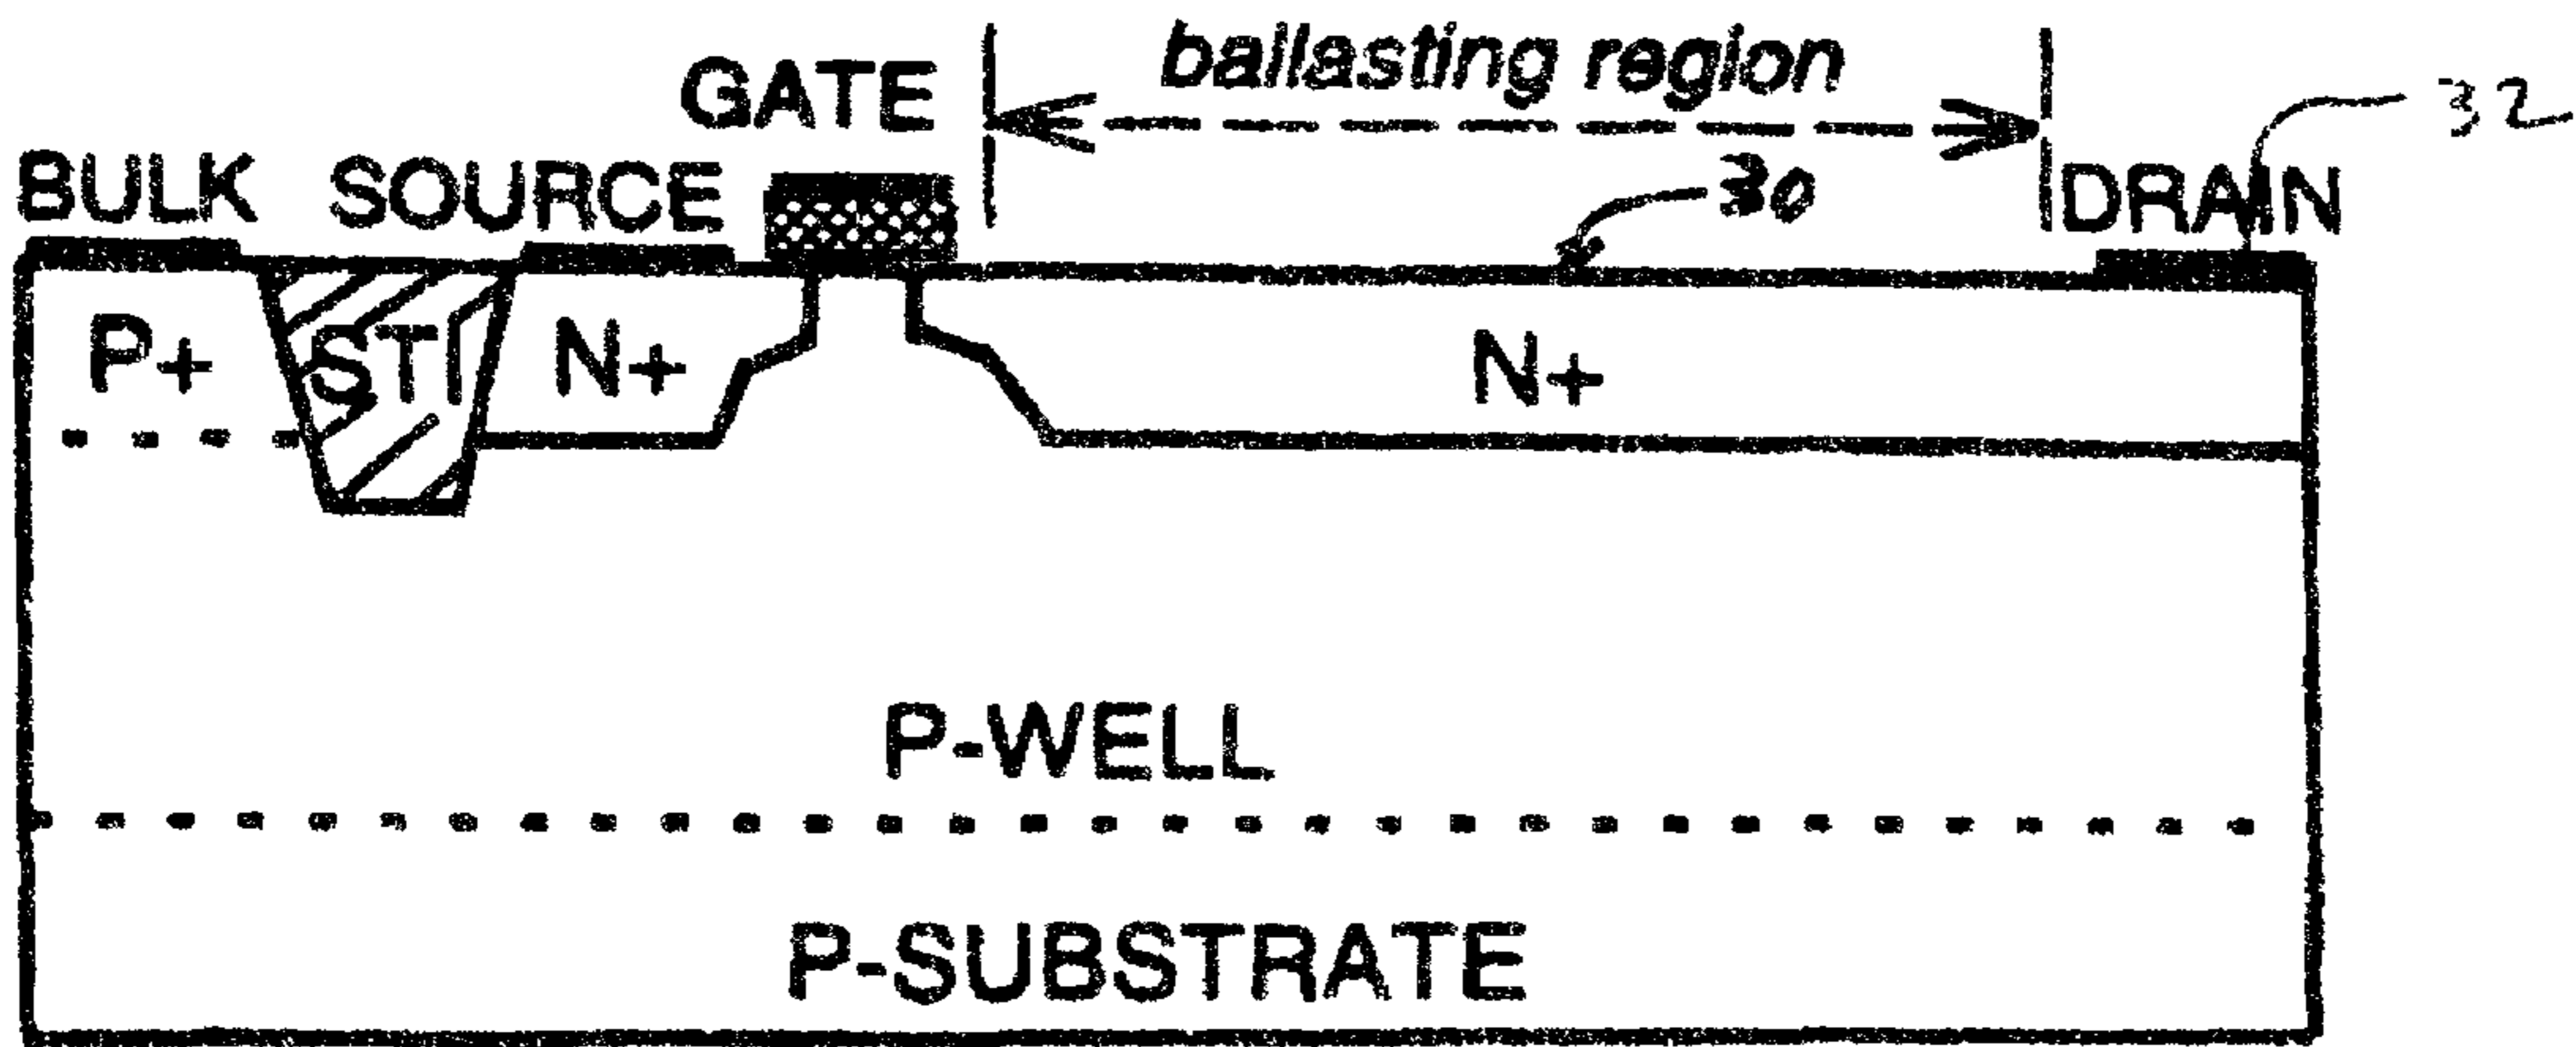 ballasting region
GATE
32
BULK SOURCE
30
DRAIN
P+
STI
N+
N+
P-WELL
P-SUBSTRATE